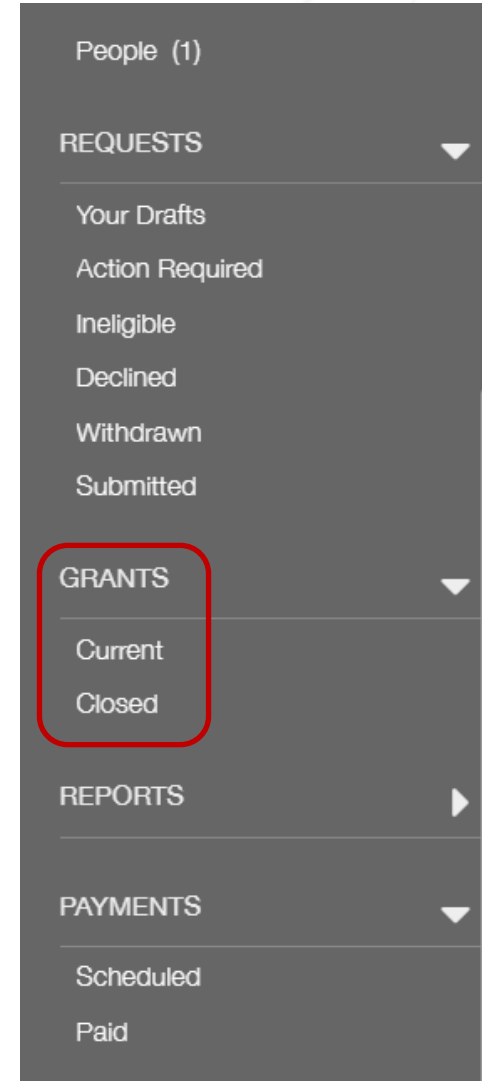 People (1)
REQUESTS
Your Drafts
Action Required
Ineligible
Declined
Withdrawn
Submitted
GRANTS
Current
Closed
REPORTS
PAYMENTS
Scheduled
Paid